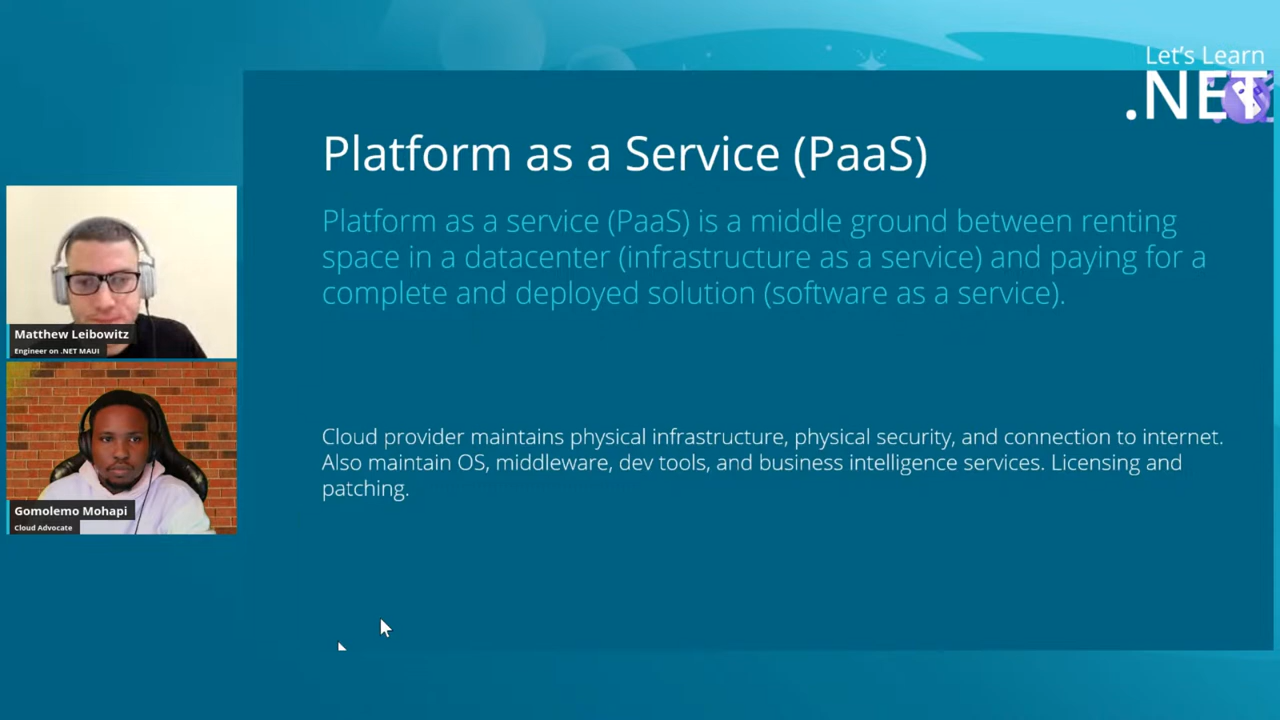 Let's Learn
.NET
Platform as a Service (PaaS)
Platform as a service (PaaS) is a middle ground between renting
space in a datacenter (infrastructure as a service) and paying for a
complete and deployed solution (software as a service).
Cloud provider maintains physical infrastructure, physical security, and connection to internet.
Also maintain OS, middleware, dev tools, and business intelligence services. Licensing and
patching.
Matthew Leibowitz
Engineer on .NET MAUI
Gomolemo Mohapi
Cloud Advocate